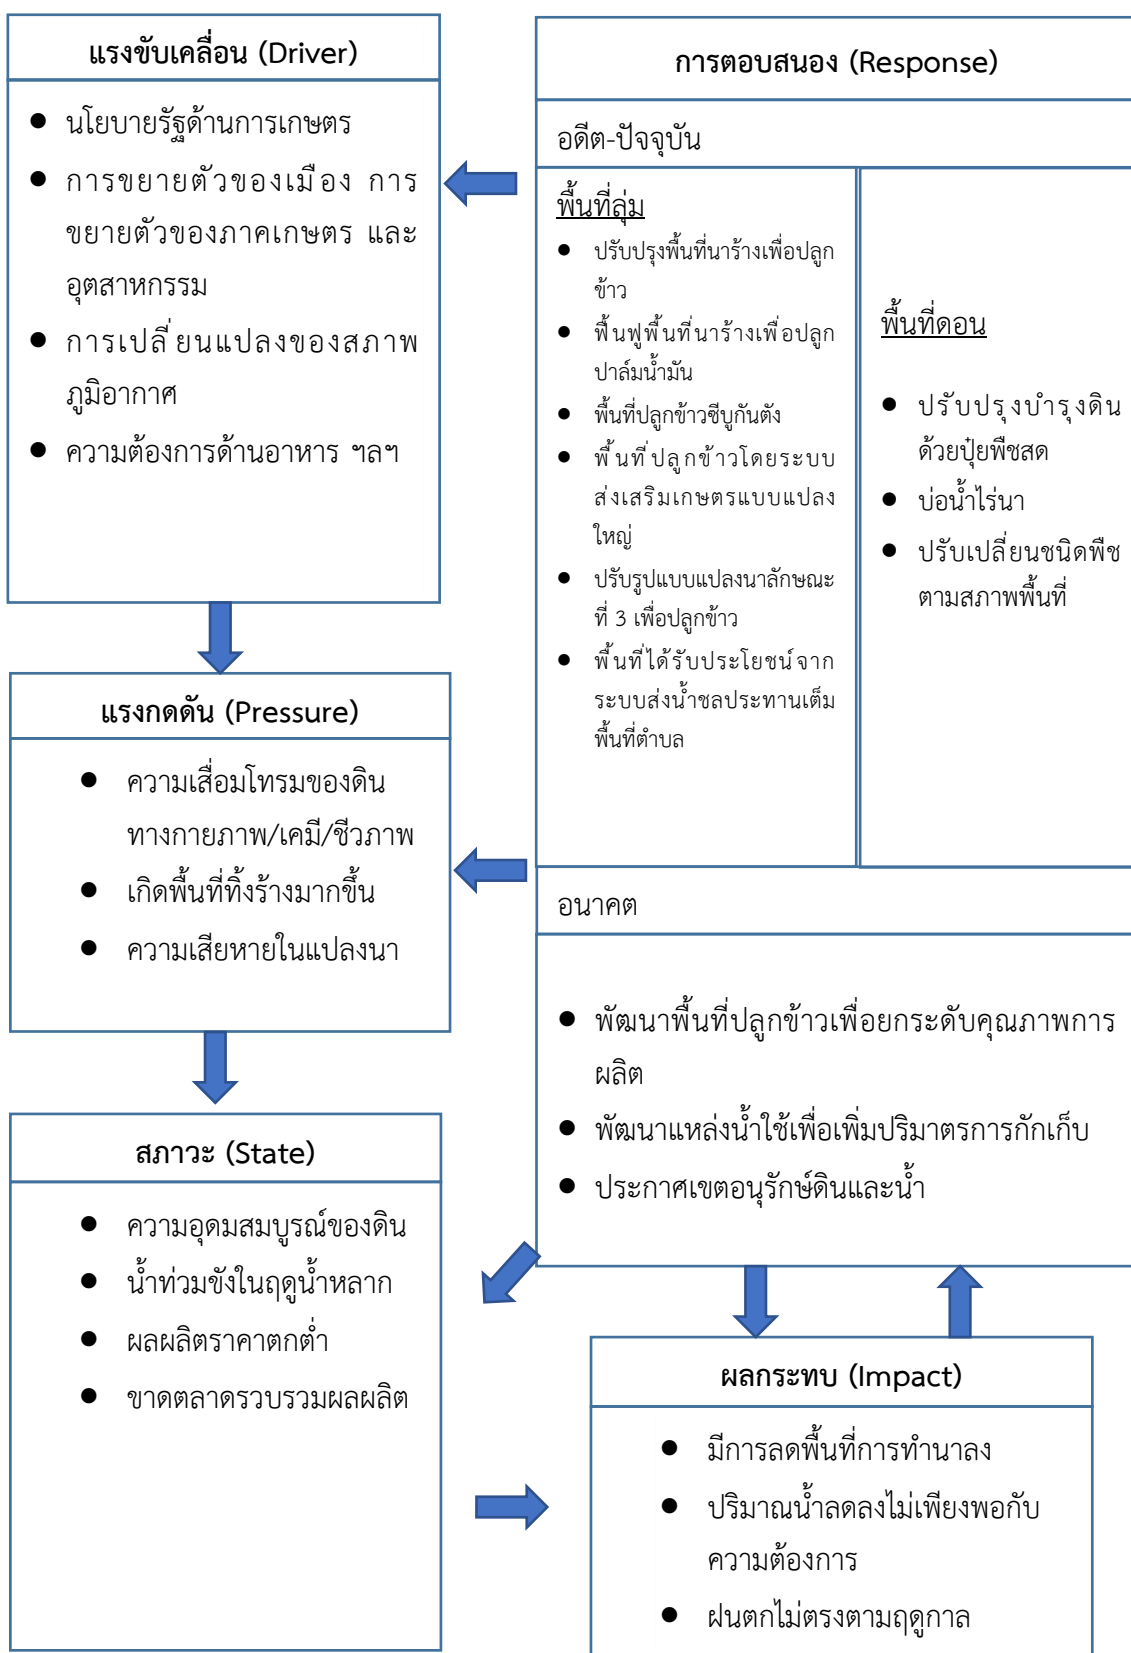 แรงขับเคลื่อน (Driver)
● นโยบายรัฐด้านการเกษตร
● การขยายตัวของเมือง การ
ขยายตัวของภาคเกษตร และ
อุตสาหกรรม
● การเปลี่ยนแปลงของสภาพ
ภูมิอากาศ
● ความต้องการด้านอาหาร ฯลฯ
แรงกดดัน (Pressure)
● ความเสื่อมโทรมของดิน
ทางกายภาพ/เคมี/ชีวภาพ
● เกิดพื้นที่ทิ้งร้างมากขึ้น
● ความเสียหายในแปลงนา
สภาวะ (State)
● ความอุดมสมบูรณ์ของดิน
● น้ำท่วมขังในฤดูน้ำหลาก
● ผลผลิตราคาตกต่ำ
● ขาดตลาดรวบรวมผลผลิต
การตอบสนอง (Response)
อดีต-ปัจจุบัน
พื้นที่ลุ่ม
● ปรับปรุงพื้นที่นาร้างเพื่อปลูก
ข้าว
● ฟื้นฟูพื้นที่นาร้างเพื่อปลูก
ปาล์มน้ำมัน
● พื้นที่ปลูกข้าวซีบูกันตัง
● พื้นที่ปลูกข้าวโดยระบบ
ส่งเสริมเกษตรแบบแปลง
ใหญ่
● ปรับรูปแบบแปลงนาลักษณะ
ที่ 3 เพื่อปลูกข้าว
● พื้นที่ได้รับประโยชน์จาก
ระบบส่งน้ำชลประทานเต็ม
พื้นที่ตำบล
พื้นที่ดอน
● ปรับปรุงบำรุงดิน
ด้วยปุ๋ยพืชสด
● บ่อน้ำไร่นา
● ปรับเปลี่ยนชนิดพืช
ตามสภาพพื้นที่
อนาคต
● พัฒนาพื้นที่ปลูกข้าวเพื่อยกระดับคุณภาพการ
ผลิต
● พัฒนาแหล่งน้ำใช้เพื่อเพิ่มปริมาตรการกักเก็บ
● ประกาศเขตอนุรักษ์ดินและน้ำ
ผลกระทบ (Impact)
● มีการลดพื้นที่การทำนาลง
● ปริมาณน้ำลดลงไม่เพียงพอกับ
ความต้องการ
● ฝนตกไม่ตรงตามฤดูกาล